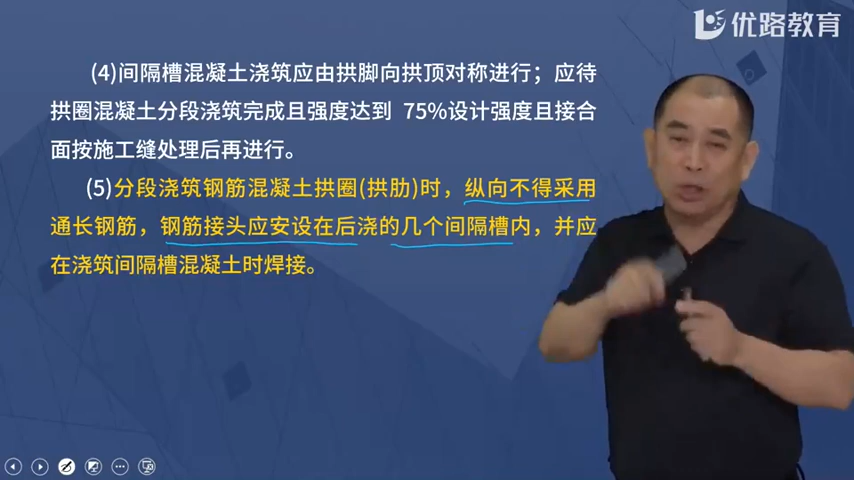 优路教育
(4)间隔槽混凝土浇筑应由拱脚向拱顶对称进行；应待
拱圈混凝土分段浇筑完成且强度达到 75%设计强度且接合
面按施工缝处理后再进行。
(5)分段浇筑钢筋混凝土拱圈(拱肋)时，纵向不得采用
通长钢筋，钢筋接头应安设在后浇的几个间隔槽内，并应
在浇筑间隔槽混凝土时焊接。